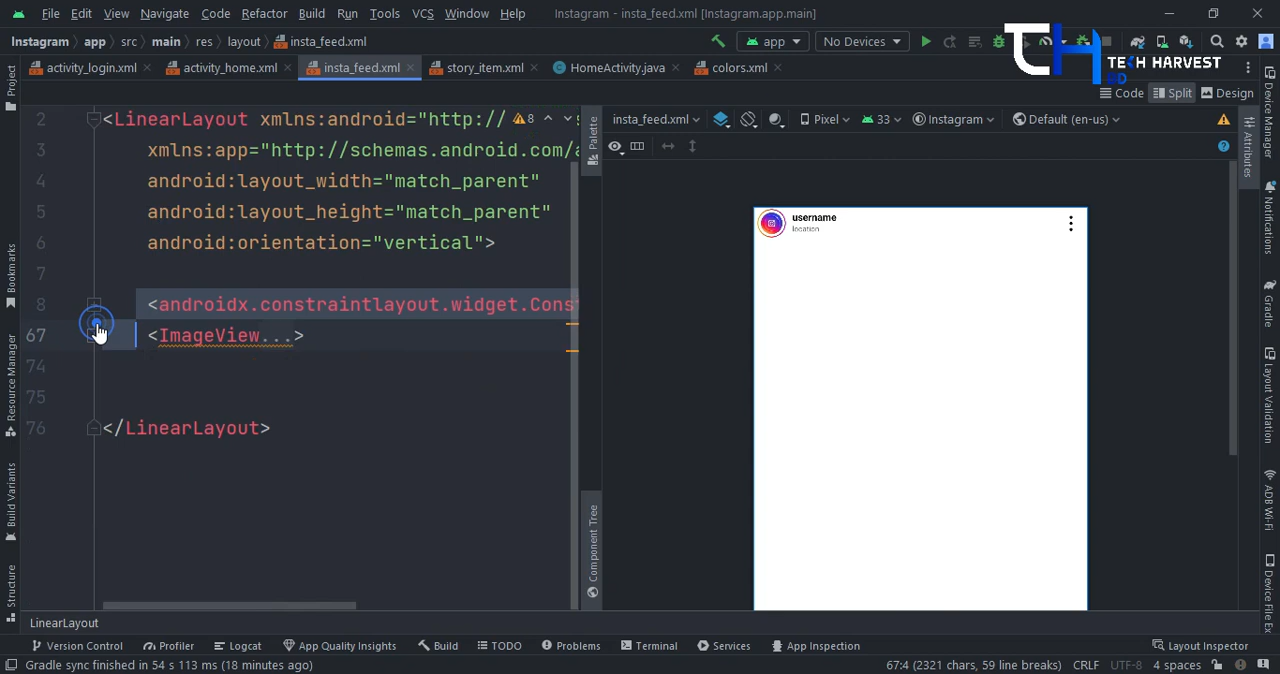 File Edit View Navigate Code Refactor Build Run Tools VCS Window Help Instagram - insta_feed.xml [Instagram.app.main]
Instagram app src main res layout insta_feed.xml app No Devices
TECH HARVEST
activity_login.xml activity_home.xml insta_feed.xml story_item.xml HomeActivity.java colors.xml
Code Split Design
2 <LinearLayout xmlns:android="http:// 8
3 xmlns:app="http://schemas.android.com/a
4 android:layout_width="match_parent"
5 android:layout_height="match_parent"
6 android:orientation="vertical">
7
8 <androidx.constraintlayout.widget.Const
67 <ImageView...>
74
75
76 </LinearLayout>
insta_feed.xml Pixel 33 Instagram Default (en-us)
username
location
Project
Bookmarks
Resource Manager
Build Variants
Structure
Palette
Component Tree
Attributes
Device Manager
Notifications
Gradle
Layout Validation
ADB Wi-Fi
Device File Ex
LinearLayout
Version Control Profiler Logcat App Quality Insights Build TODO Problems Terminal Services App Inspection Layout Inspector
Gradle sync finished in 54 s 113 ms (18 minutes ago) 67:4 (2321 chars, 59 line breaks) CRLF UTF-8 4 spaces